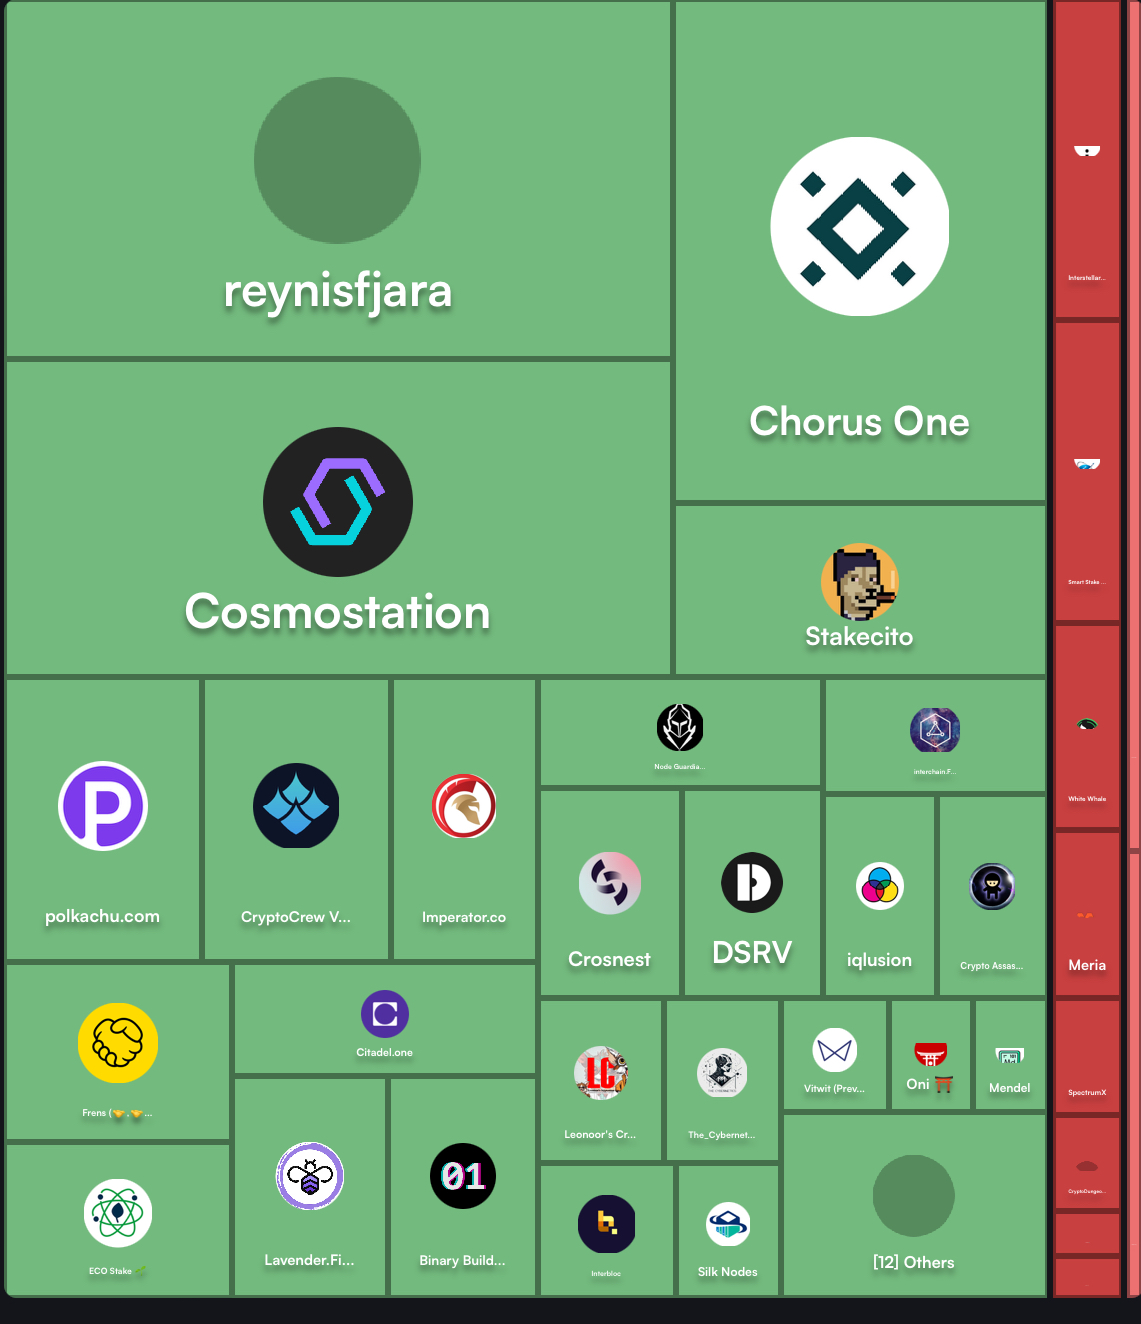 reynisfjara
Chorus One
Interstellar...
Cosmostation
Smart Stake ...
Stakecito
Node Guardia...
interchain.F...
White Whale
polkachu.com
CryptoCrew V...
Imperator.co
Crosnest
DSRV
iqlusion
Crypto Assas...
Meria
Citadel.one
Frens (🤝,🤝...
LC
Leonoor's Cr...
The_Cybernet...
Vitwit (Prev...
Oni ⛩️
Mendel
SpectrumX
01
CryptoDungeo...
ECO Stake 🌱
Lavender.Fi...
Binary Build...
b.
Interbloc
Silk Nodes
[12] Others